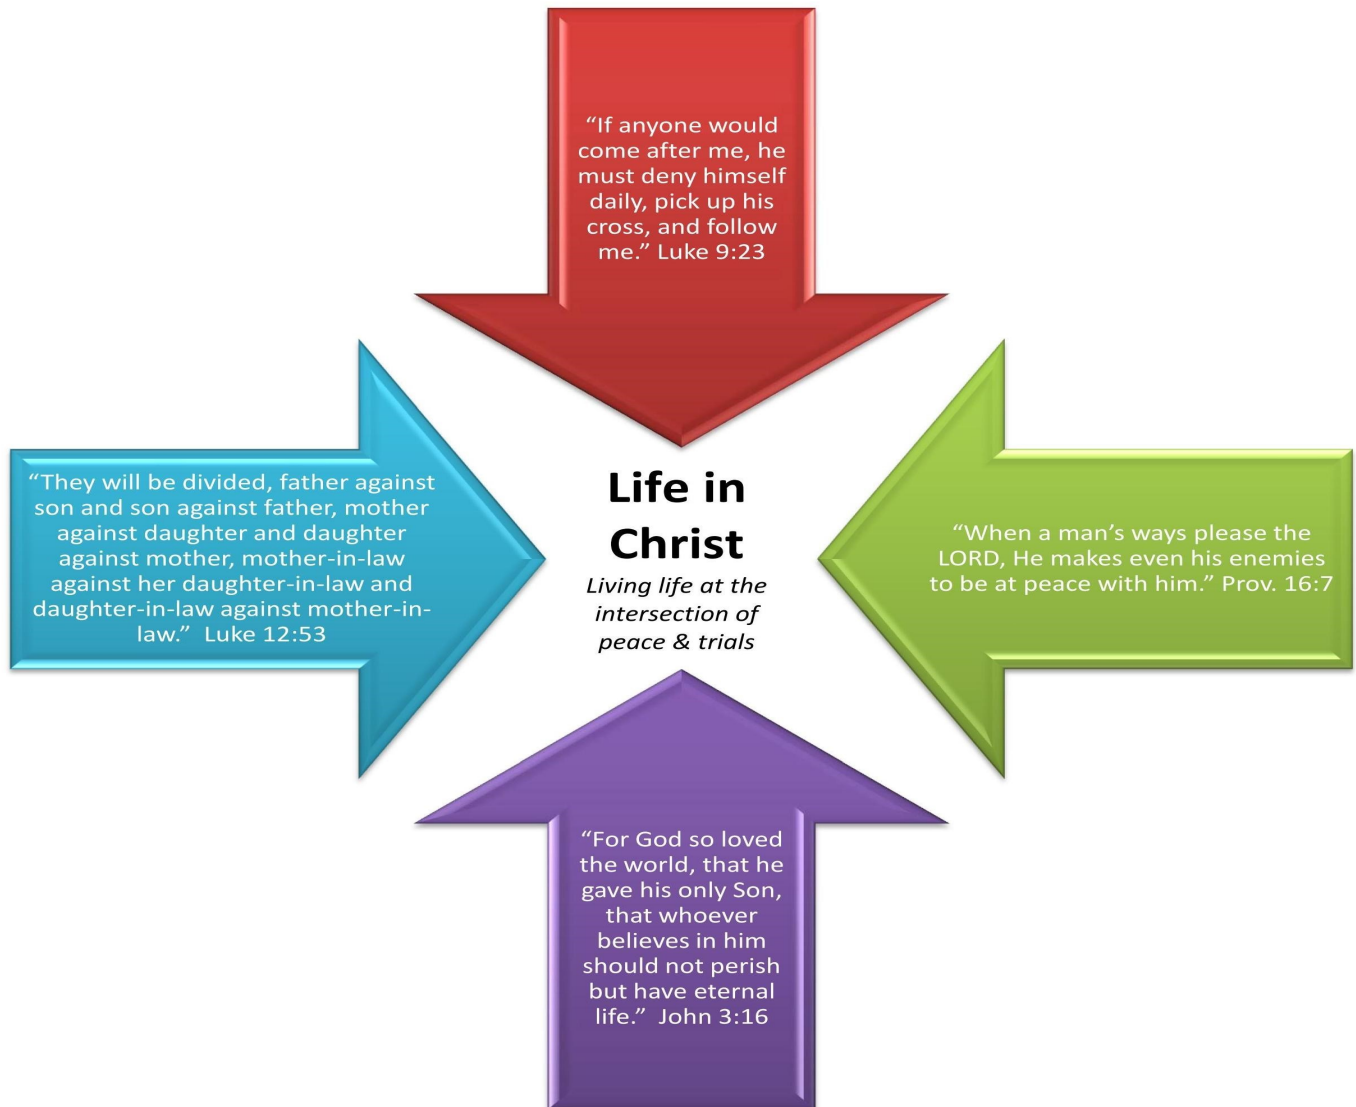 “If anyone would
come after me, he
must deny himself
daily, pick up his
cross, and follow
me.” Luke 9:23
“They will be divided, father against
son and son against father, mother
against daughter and daughter
against mother, mother-in-law
against her daughter-in-law and
daughter-in-law against mother-in-
law.”  Luke 12:53
Life in
Christ
Living life at the
intersection of
peace & trials
“When a man’s ways please the
LORD, He makes even his enemies
to be at peace with him.” Prov. 16:7
“For God so loved
the world, that he
gave his only Son,
that whoever
believes in him
should not perish
but have eternal
life.”  John 3:16